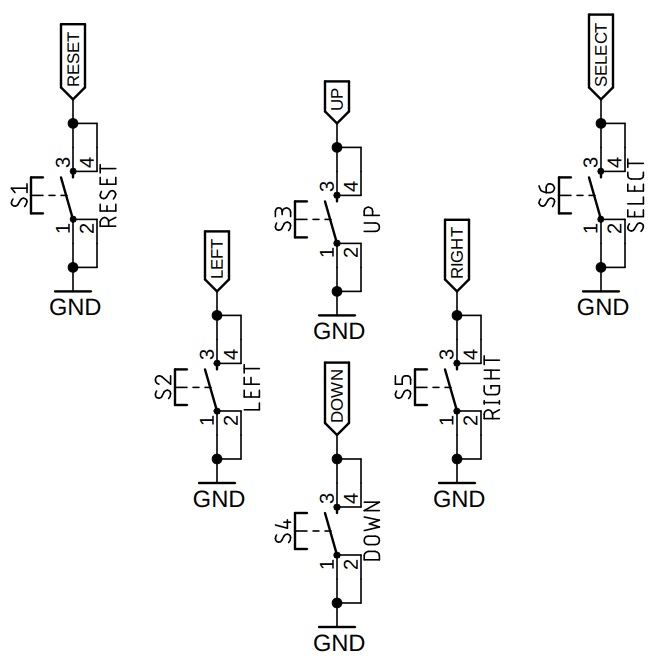 RESET
3 4
S1
RESET
1 2
GND
LEFT
3 4
S2
LEFT
1 2
GND
UP
3 4
S3
UP
1 2
GND
DOWN
3 4
S4
DOWN
1 2
GND
RIGHT
3 4
S5
RIGHT
1 2
GND
SELECT
3 4
S6
SELECT
1 2
GND